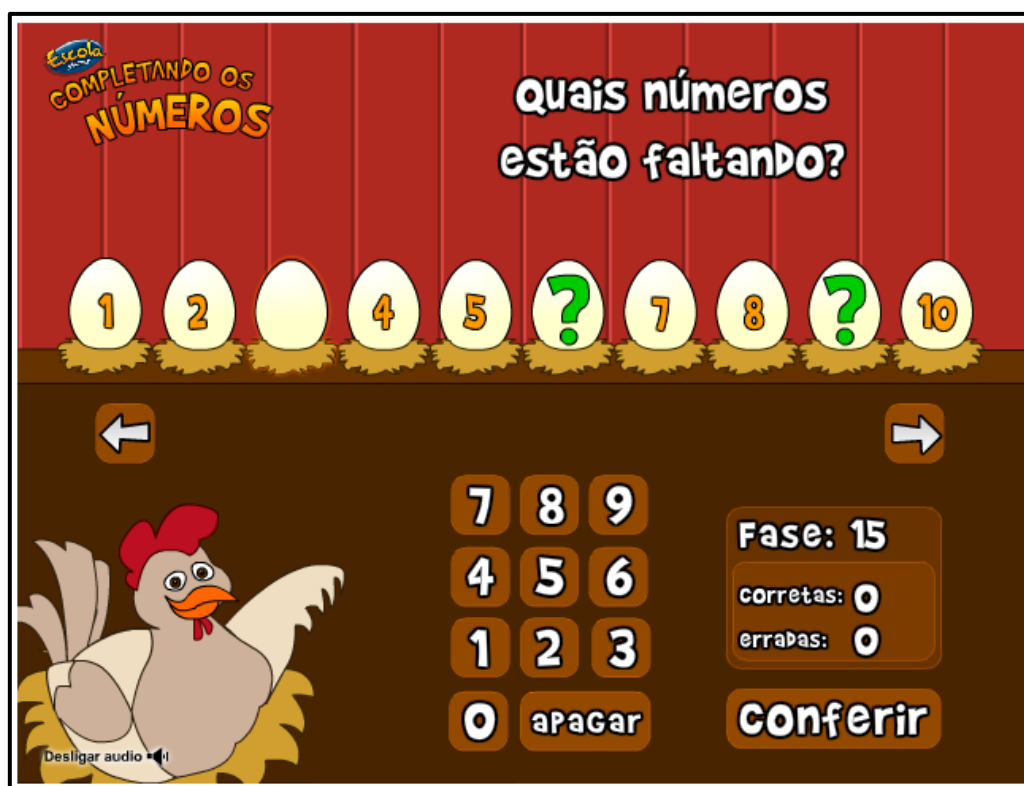 Escola
COMPLETANDO OS
NÚMEROS
Quais números
estão faltando?
1 2 4 5 ? 7 8 ? 10
7 8 9
4 5 6
1 2 3
0 apagar
Fase: 15
corretas: 0
erradas: 0
conferir
Desligar audio